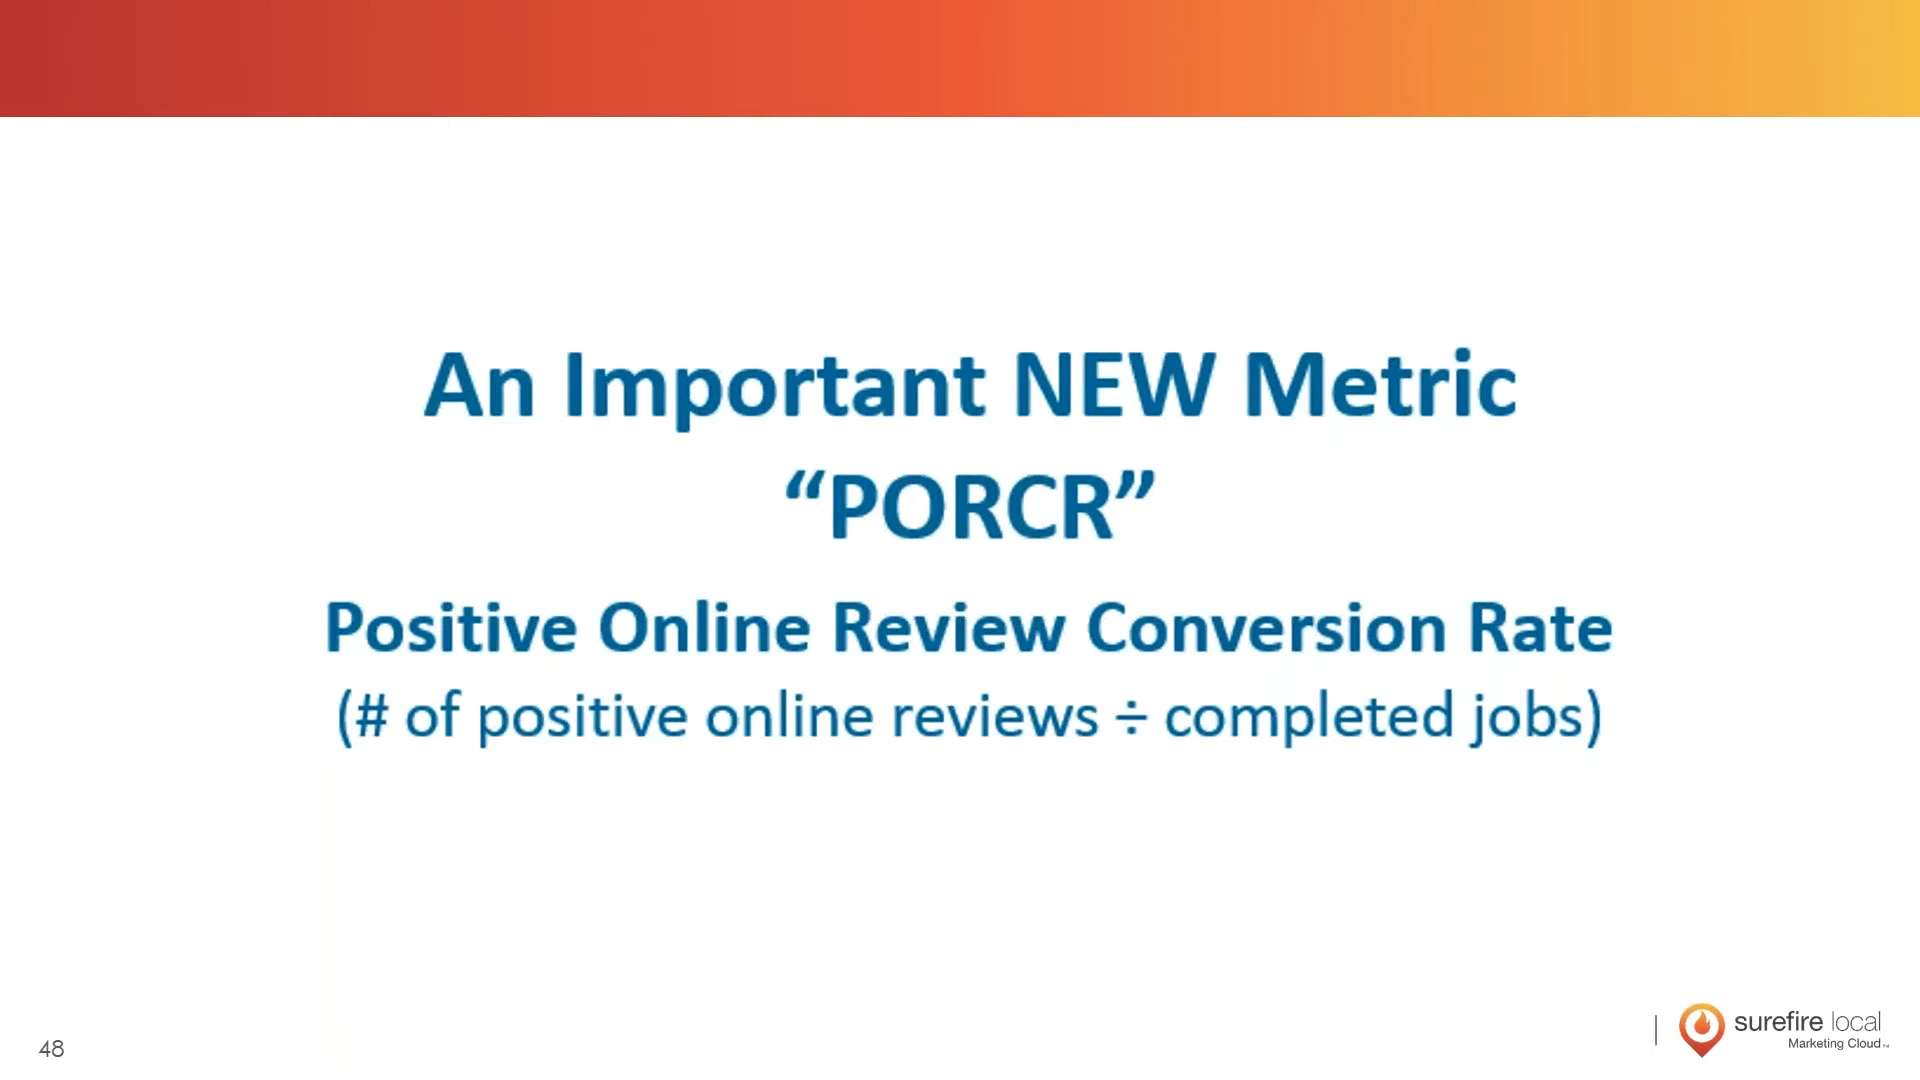 An Important NEW Metric
“PORCR”
Positive Online Review Conversion Rate
(# of positive online reviews ÷ completed jobs)
48
surefire local
Marketing Cloud™